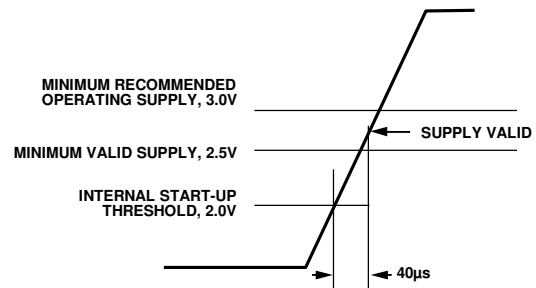 MINIMUM RECOMMENDED
OPERATING SUPPLY, 3.0V
SUPPLY VALID
MINIMUM VALID SUPPLY, 2.5V
INTERNAL START-UP
THRESHOLD, 2.0V
40µs